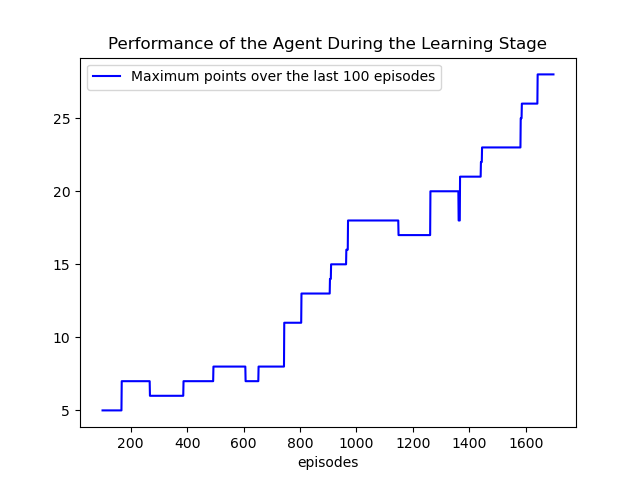 Performance of the Agent During the Learning Stage
Maximum points over the last 100 episodes
25
20
15
10
5
200 400 600 800 1000 1200 1400 1600
episodes